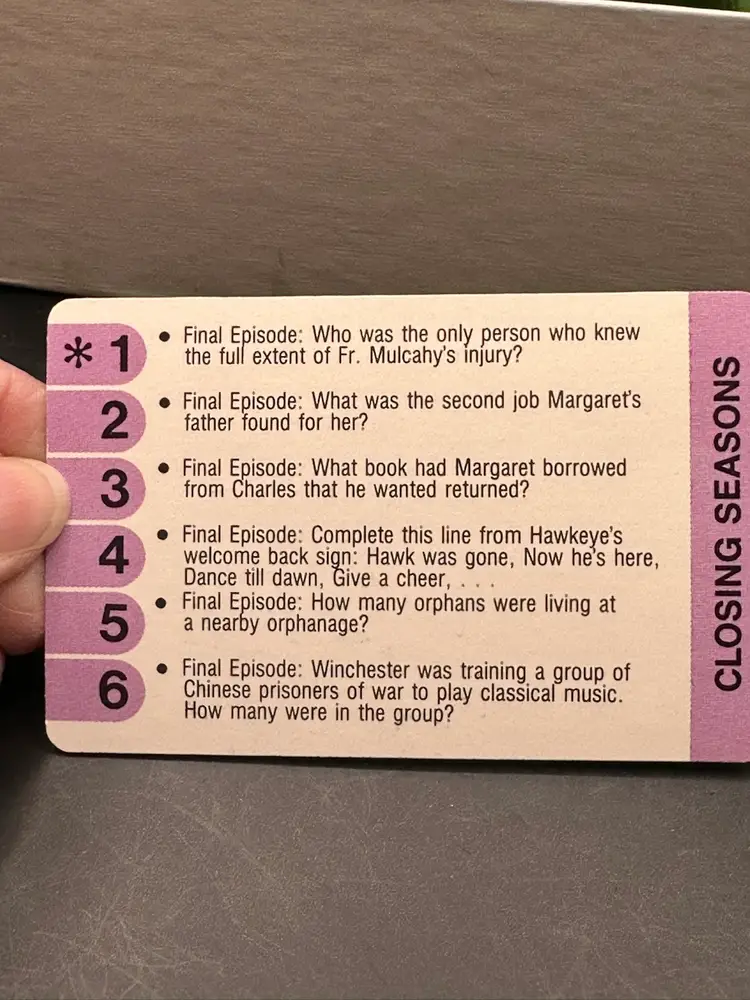 * 1 • Final Episode: Who was the only person who knew
the full extent of Fr. Mulcahy's injury?
2 • Final Episode: What was the second job Margaret's
father found for her?
3 • Final Episode: What book had Margaret borrowed
from Charles that he wanted returned?
4 • Final Episode: Complete this line from Hawkeye's
welcome back sign: Hawk was gone, Now he's here,
Dance till dawn, Give a cheer, . . .
5 • Final Episode: How many orphans were living at
a nearby orphanage?
6 • Final Episode: Winchester was training a group of
Chinese prisoners of war to play classical music.
How many were in the group?
CLOSING SEASONS